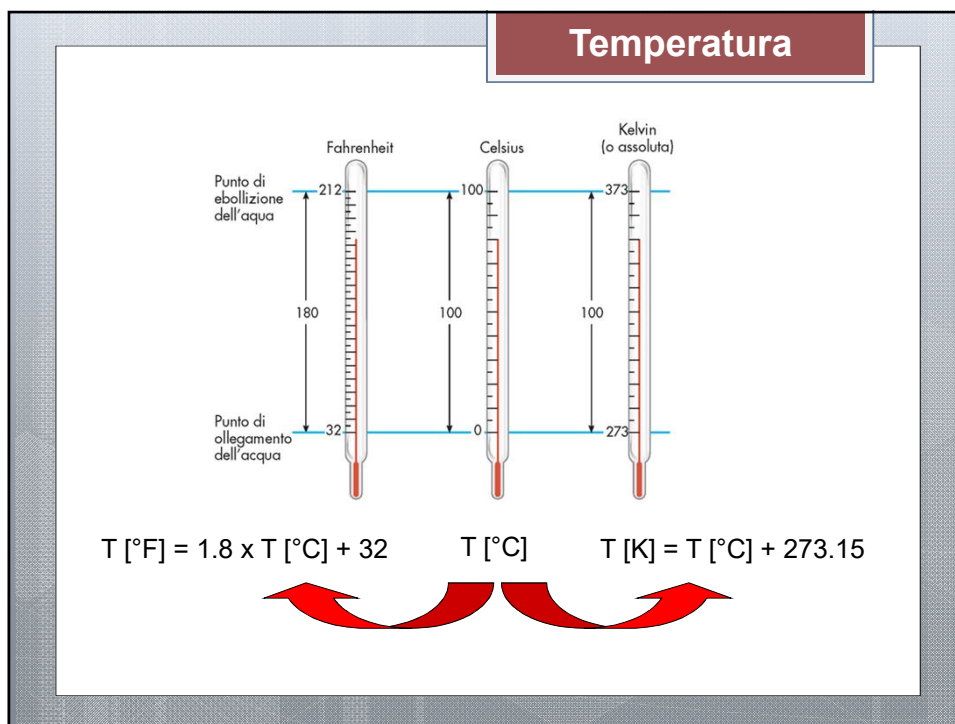 Temperatura
Fahrenheit
Celsius
Kelvin
(o assoluta)
Punto di
ebollizione
dell'aqua
212
100
373
180
100
100
Punto di
ollegamento
dell'acqua
32
0
273
T [°F] = 1.8 x T [°C] + 32
T [°C]
T [K] = T [°C] + 273.15